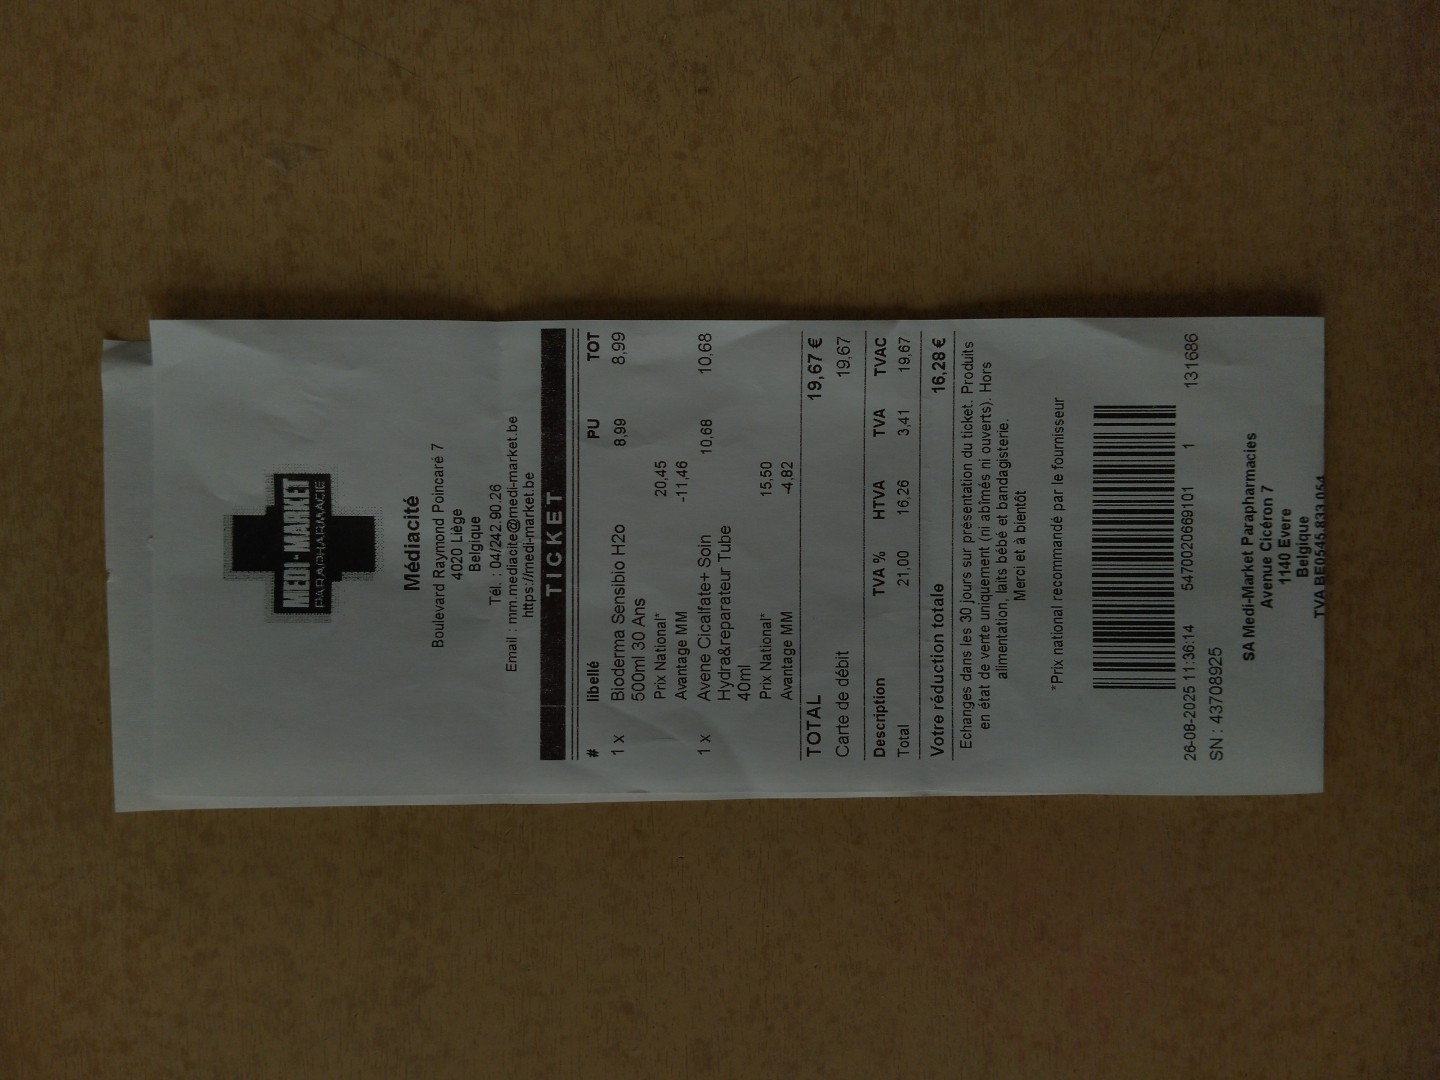 MEDI-MARKET
PARAPHARMACIE
Médiacité
Boulevard Raymond Poincaré 7
4020 Liège
Belgique
Tél. : 04/242.90.26
Email : mm.mediacite@medi-market.be
https://medi-market.be
TICKET
# libellé PU TOT
1 x Bioderma Sensibio H2o 8,99 8,99
500ml 30 Ans
Prix National* 20,45
Avantage MM -11,46
1 x Avene Cicalfate+ Soin 10,68 10,68
Hydra&reparateur Tube
40ml
Prix National* 15,50
Avantage MM -4,82
TOTAL 19,67 €
Carte de débit 19,67
Description TVA % HTVA TVA TVAC
Total 21,00 16,26 3,41 19,67
Votre réduction totale 16,28 €
Echanges dans les 30 jours sur présentation du ticket. Produits
en état de vente uniquement (ni abimés ni ouverts). Hors
alimentation, laits bébé et bandagisterie.
Merci et à bientôt
*Prix national recommandé par le fournisseur
26-08-2025 11:36:14 5470020669101 1 131686
SN : 43708925
SA Medi-Market Parapharmacies
Avenue Cicéron 7
1140 Evere
Belgique
TVA BE0545.833.054